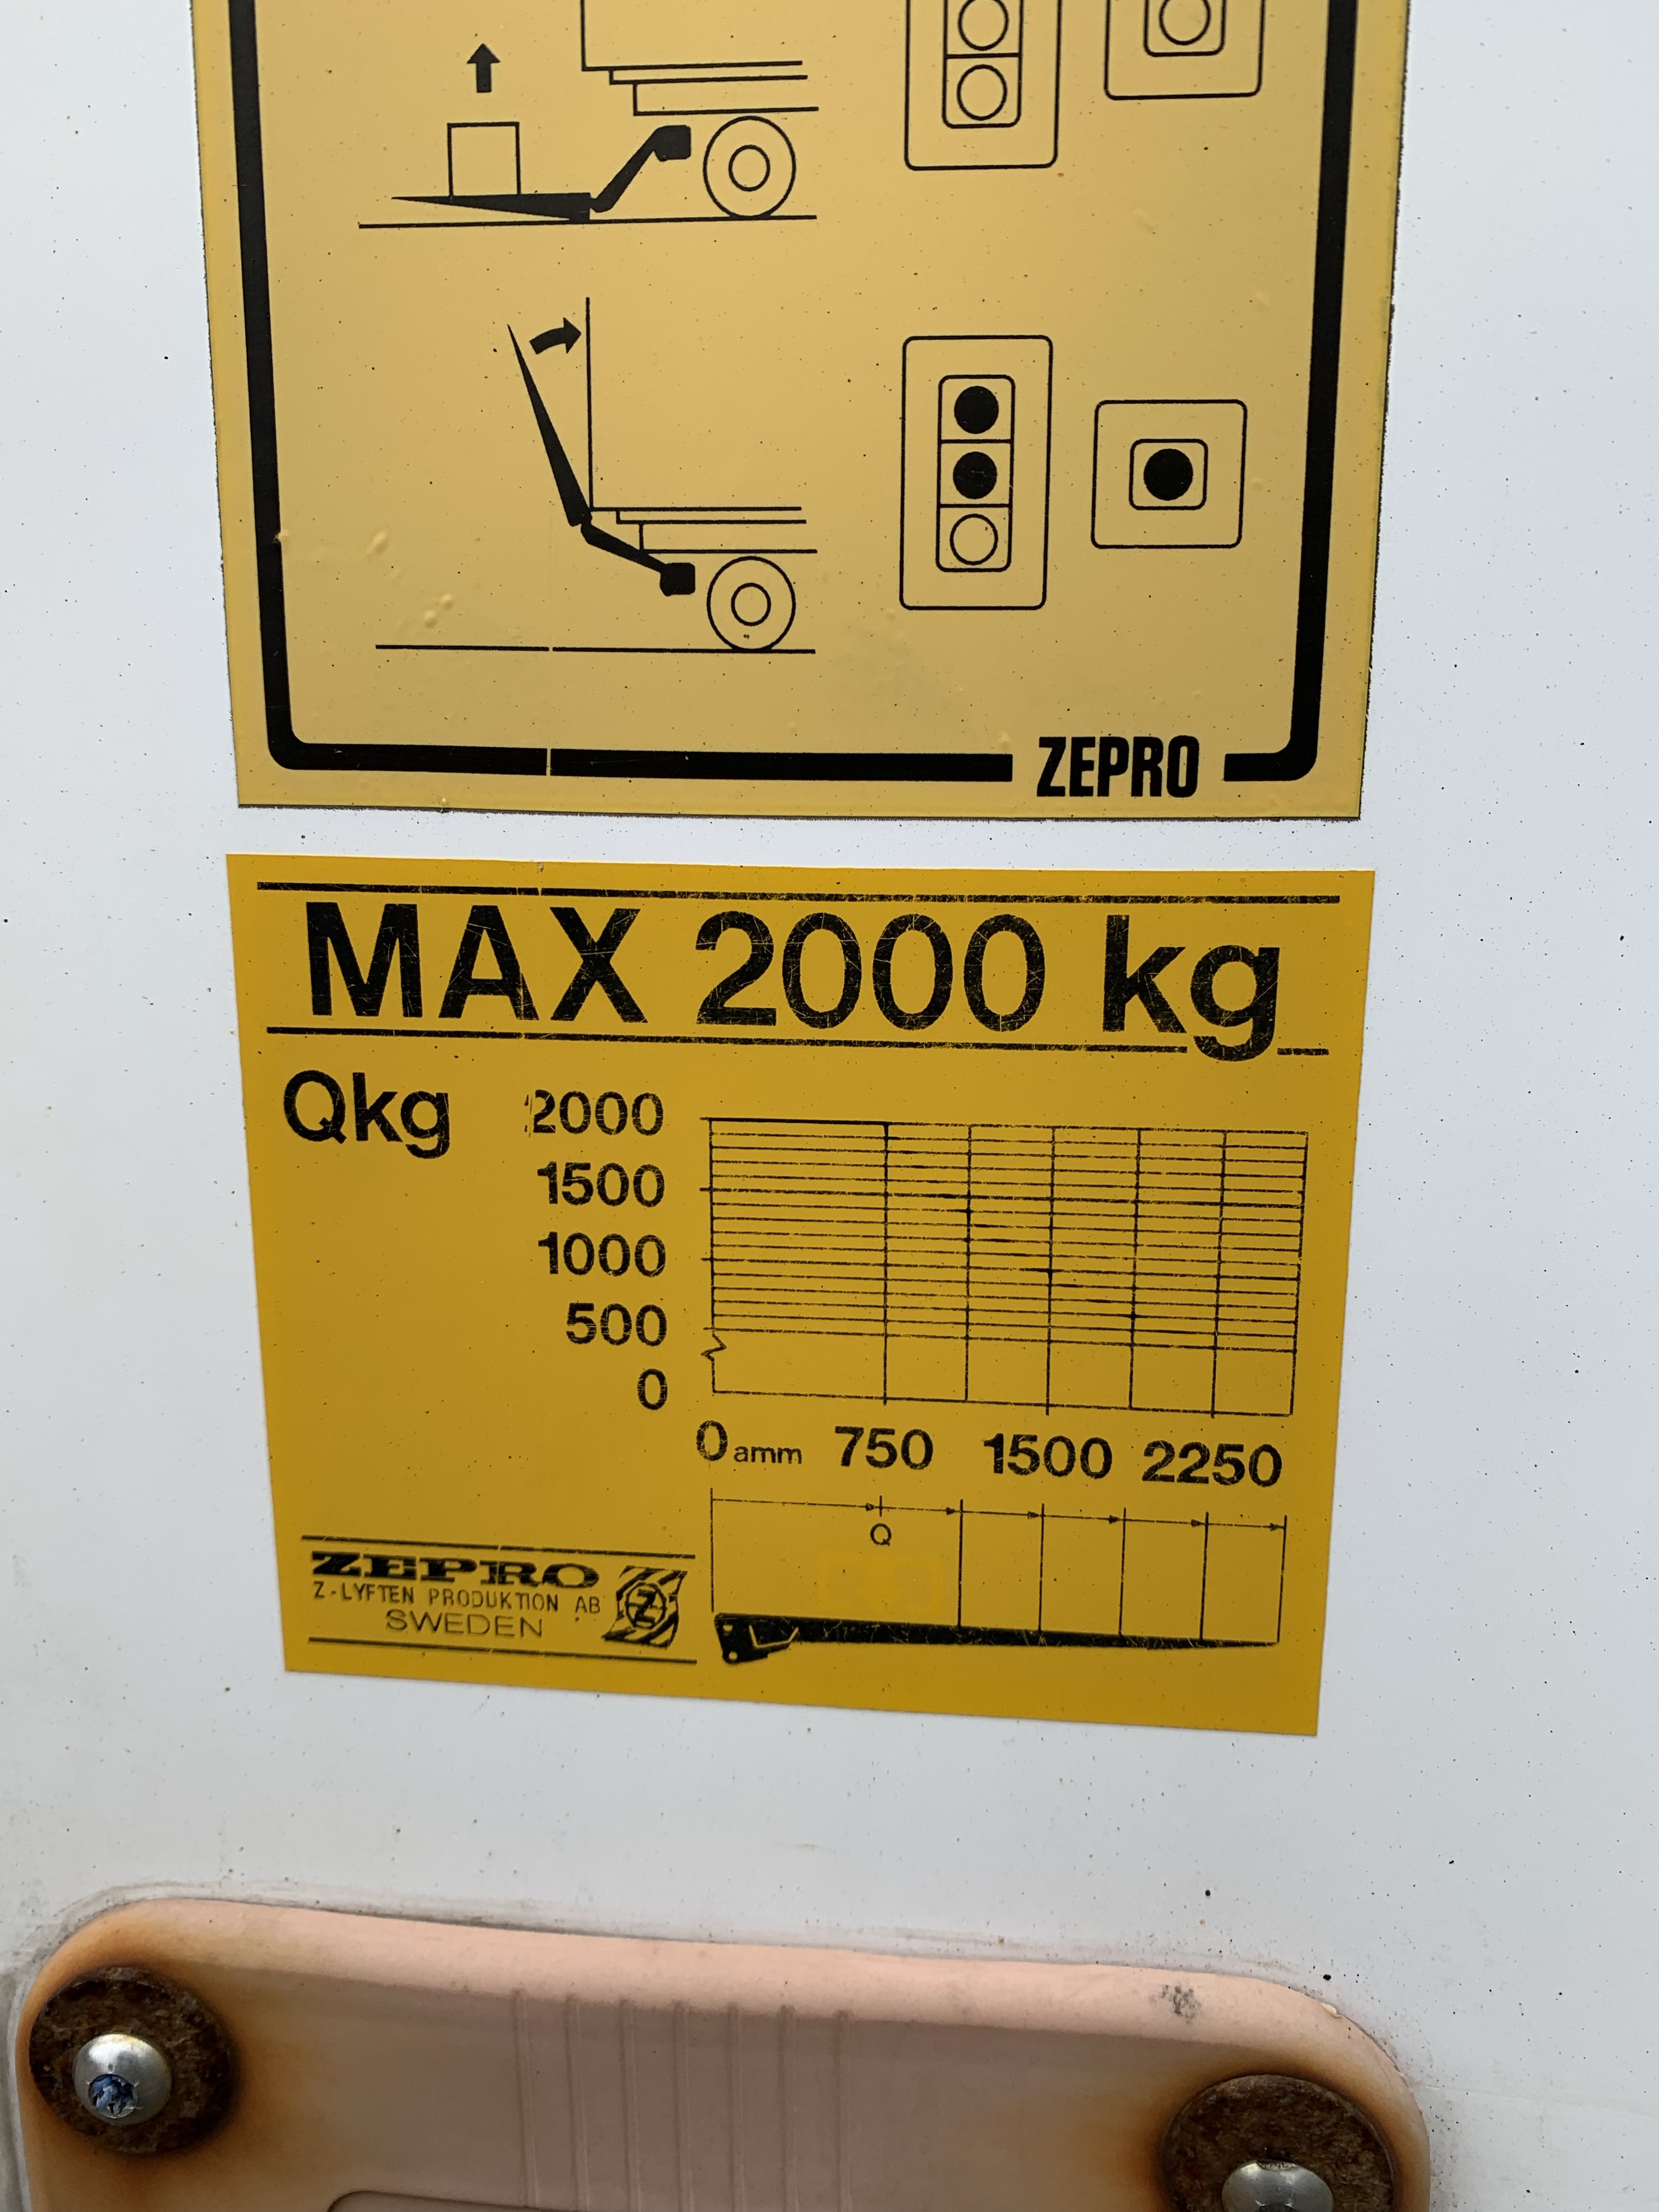 ZEPRO
MAX 2000 kg
Qkg
2000
1500
1000
500
0
0 amm 750 1500 2250
Q
ZEPRO
Z-LYFTEN PRODUKTION AB
SWEDEN
Z